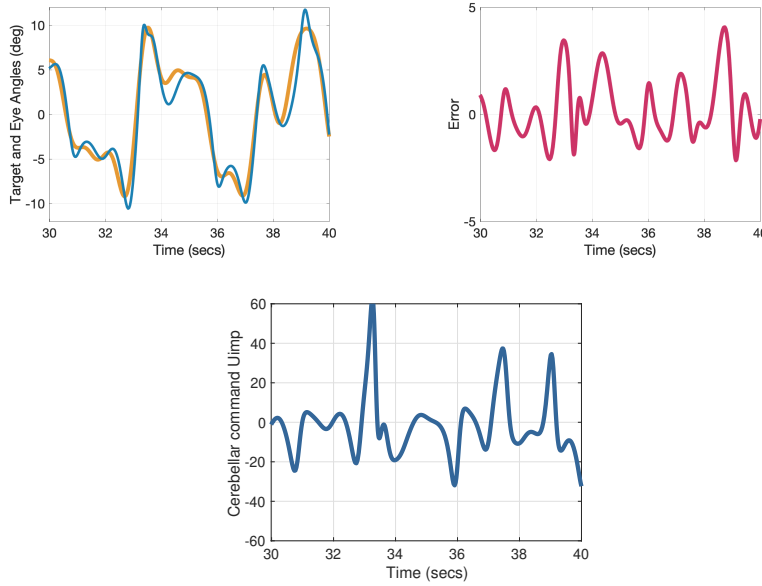 Target and Eye Angles (deg)
10
5
0
-5
-10
30 32 34 36 38 40
Time (secs)
Error
5
0
-5
30 32 34 36 38 40
Time (secs)
Cerebellar command Uimp
60
40
20
0
-20
-40
-60
30 32 34 36 38 40
Time (secs)